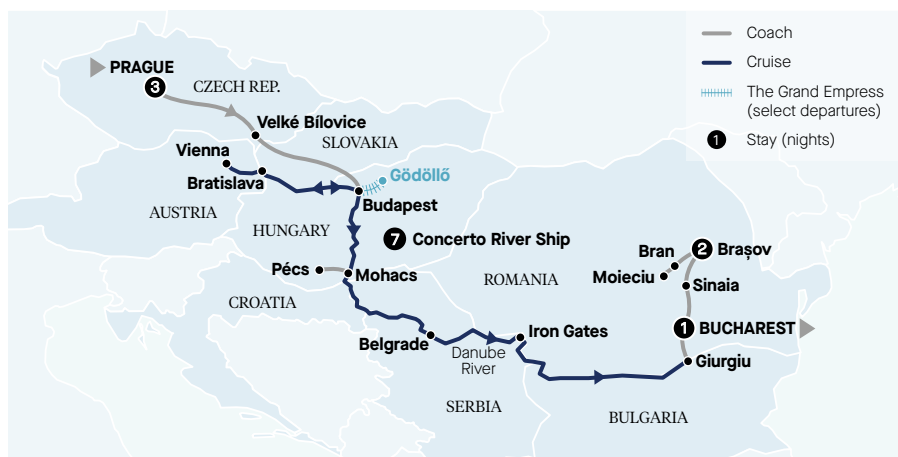 Coach
Cruise
The Grand Empress
(select departures)
1 Stay (nights)
PRAGUE
3
CZECH REP.
Velké Bílovice
SLOVAKIA
Vienna
Bratislava
Gödöllő
Budapest
AUSTRIA
HUNGARY
7 Concerto River Ship
Bran
2 Brașov
Pécs
Mohacs
ROMANIA
Moieciu
Sinaia
CROATIA
1 BUCHAREST
Iron Gates
Belgrade
Danube
River
Giurgiu
SERBIA
BULGARIA